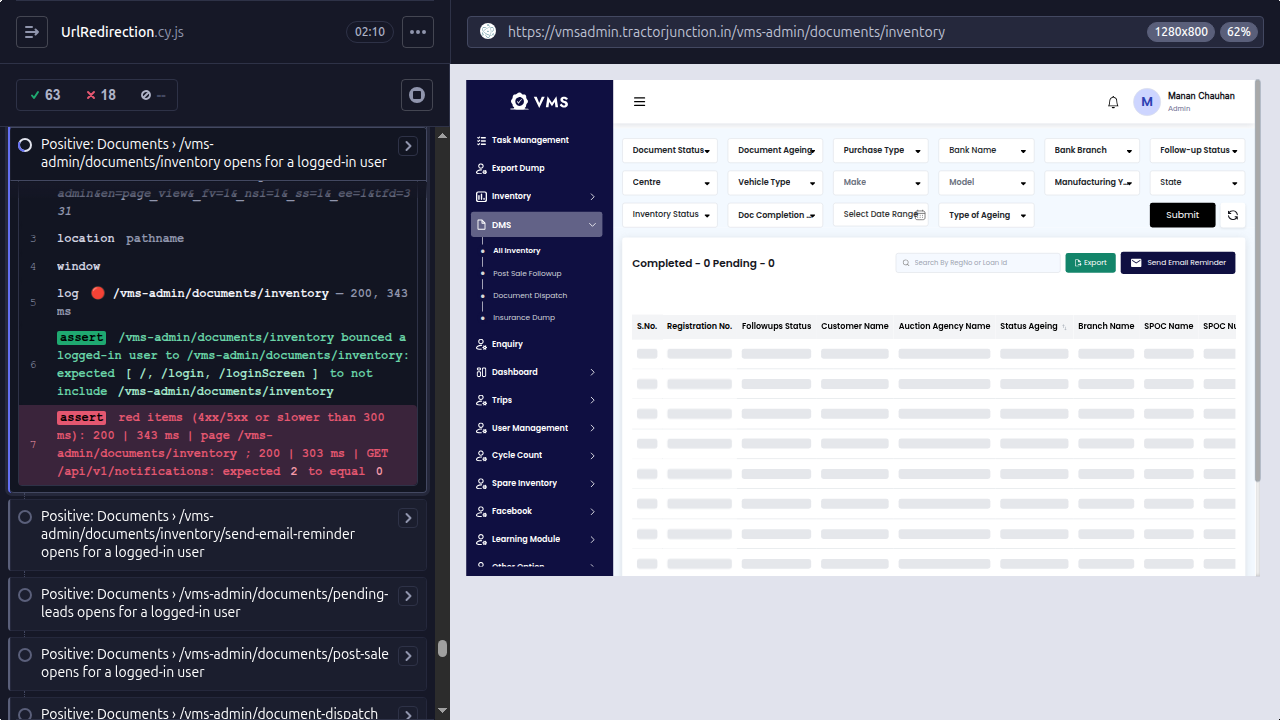 UrlRedirection.cy.js
02:10
63
18
--
Positive: Documents › /vms-
admin/documents/inventory opens for a logged-in user
admin&en=page_view&_fv=1&_nsi=1&_ss=1&_ee=1&tfd=3
31
3 location pathname
4 window
5 log 🔴 /vms-admin/documents/inventory — 200, 343
ms
6 assert /vms-admin/documents/inventory bounced a
logged-in user to /vms-admin/documents/inventory:
expected [ /, /login, /loginScreen ] to not
include /vms-admin/documents/inventory
7 assert red items (4xx/5xx or slower than 300
ms): 200 | 343 ms | page /vms-
admin/documents/inventory ; 200 | 303 ms | GET
/api/v1/notifications: expected 2 to equal 0
Positive: Documents › /vms-
admin/documents/inventory/send-email-reminder
opens for a logged-in user
Positive: Documents › /vms-admin/documents/pending-
leads opens for a logged-in user
Positive: Documents › /vms-admin/documents/post-sale
opens for a logged-in user
Positive: Documents › /vms-admin/document-dispatch
https://vmsadmin.tractorjunction.in/vms-admin/documents/inventory
1280x800
62%
VMS
Task Management
Export Dump
Inventory
DMS
All Inventory
Post Sale Followup
Document Dispatch
Insurance Dump
Enquiry
Dashboard
Trips
User Management
Cycle Count
Spare Inventory
Facebook
Learning Module
Other Option
M
Manan Chauhan
Admin
Document Status
Document Ageing
Purchase Type
Bank Name
Bank Branch
Follow-up Status
Centre
Vehicle Type
Make
Model
Manufacturing Y...
State
Inventory Status
Doc Completion ...
Select Date Range
Type of Ageing
Submit
Completed - 0 Pending - 0
Search By RegNo or Loan Id
Export
Send Email Reminder
S.No. Registration No. Followups Status Customer Name Auction Agency Name Status Ageing Branch Name SPOC Name SPOC Nu